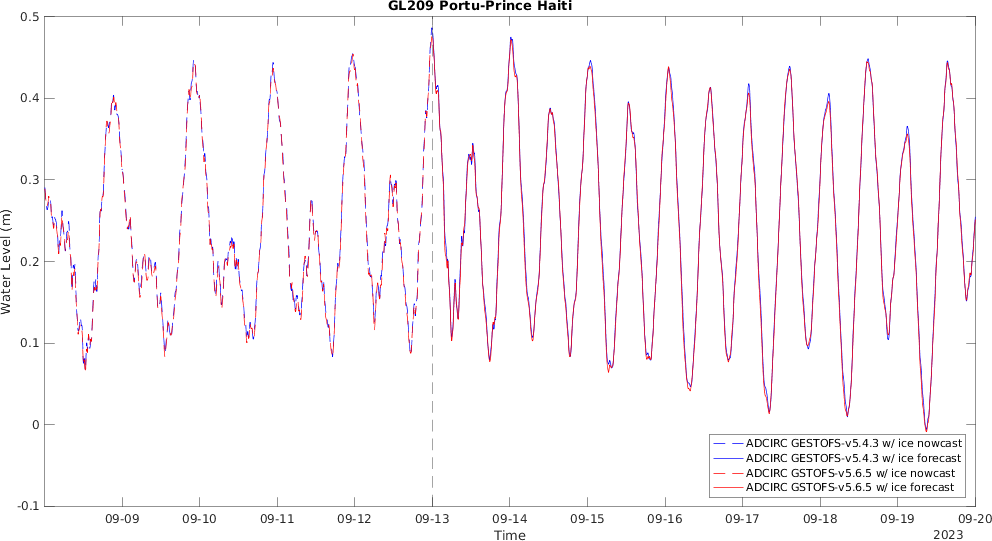 GL209 Portu-Prince Haiti
Water Level (m)
0.5
0.4
0.3
0.2
0.1
0
-0.1
ADCIRC GESTOFS-v5.4.3 w/ ice nowcast
ADCIRC GESTOFS-v5.4.3 w/ ice forecast
ADCIRC GSTOFS-v5.6.5 w/ ice nowcast
ADCIRC GSTOFS-v5.6.5 w/ ice forecast
09-09 09-10 09-11 09-12 09-13 09-14 09-15 09-16 09-17 09-18 09-19 09-20
Time
2023